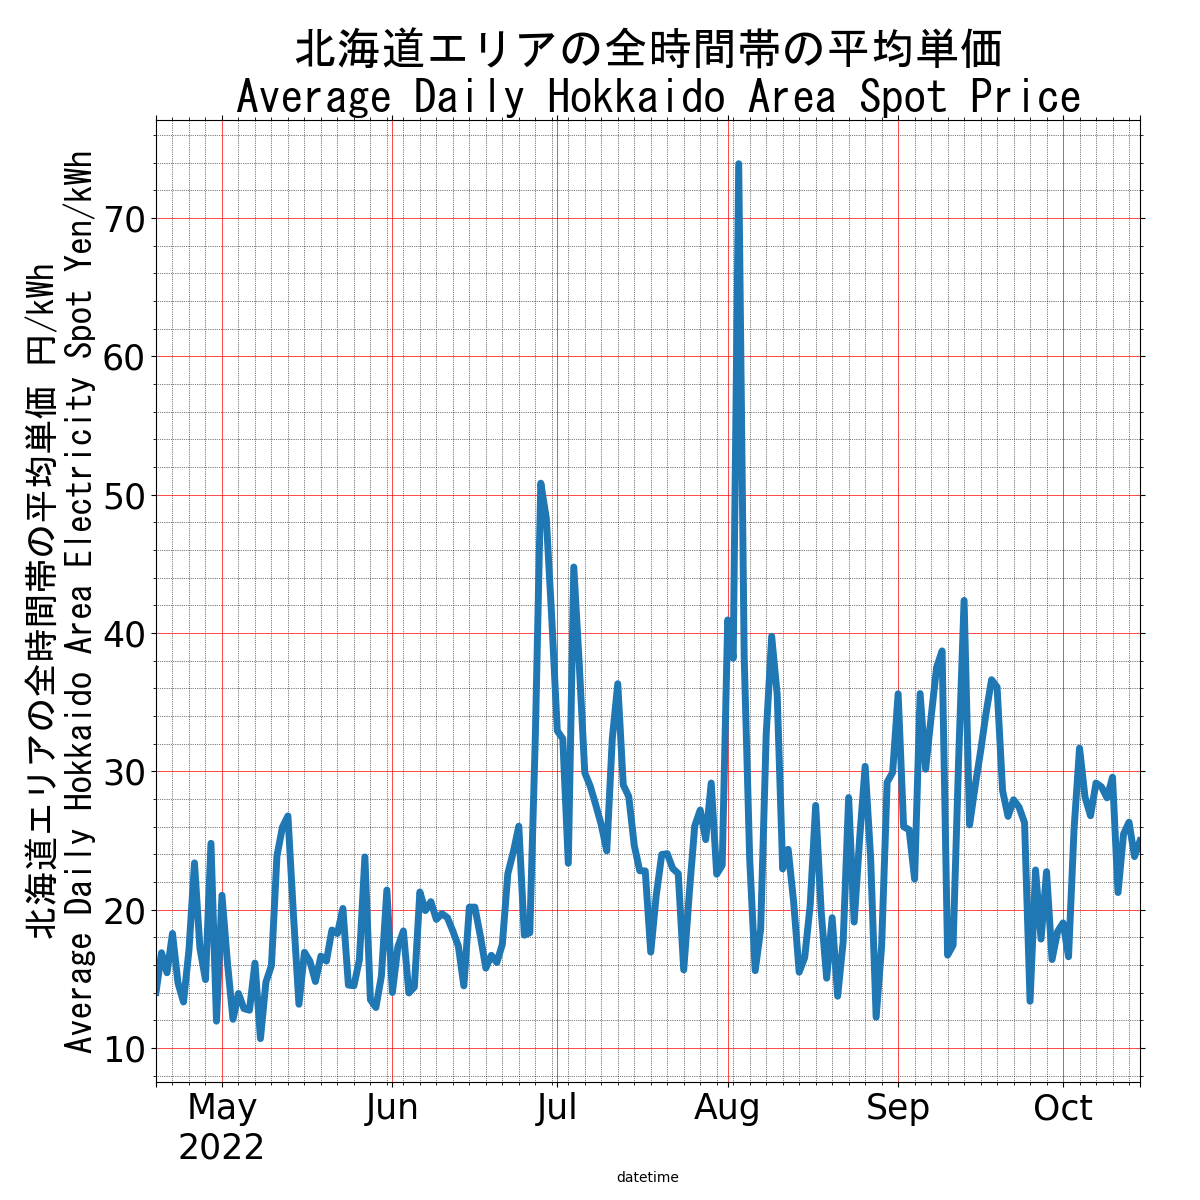 北海道エリアの全時間帯の平均単価
Average Daily Hokkaido Area Spot Price
北海道エリアの全時間帯の平均単価 円/kWh
Average Daily Hokkaido Area Electricity Spot Yen/kWh
70
60
50
40
30
20
10
May Jun Jul Aug Sep Oct
2022
datetime